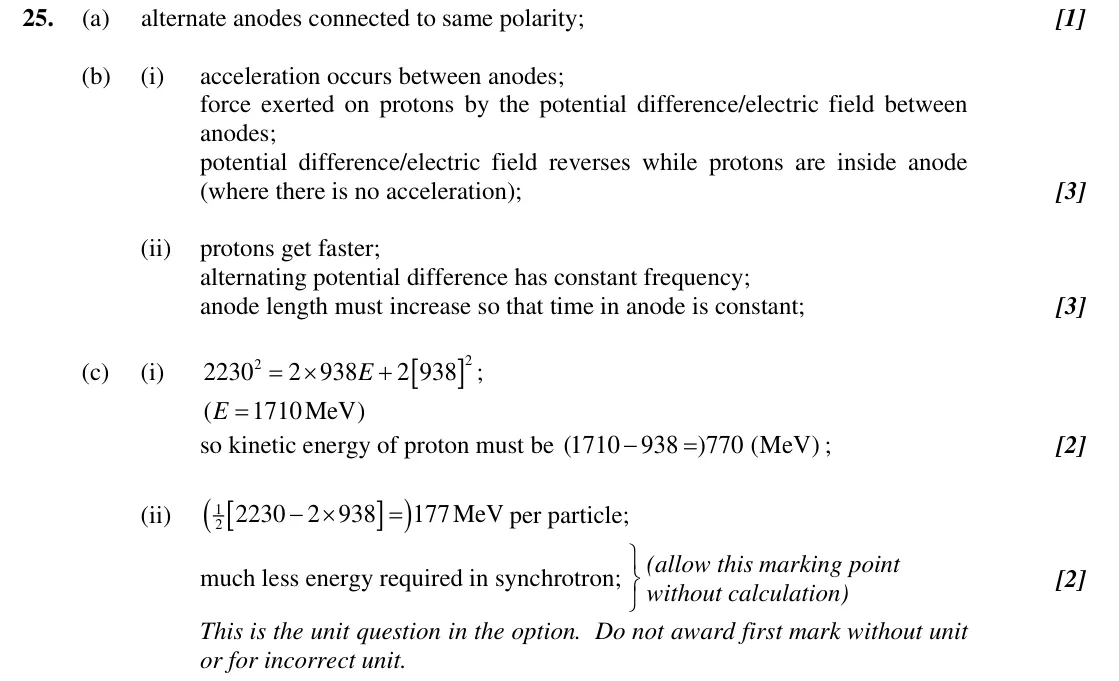 25. (a) alternate anodes connected to same polarity; [1]
(b) (i) acceleration occurs between anodes;
force exerted on protons by the potential difference/electric field between
anodes;
potential difference/electric field reverses while protons are inside anode
(where there is no acceleration); [3]
(ii) protons get faster;
alternating potential difference has constant frequency;
anode length must increase so that time in anode is constant; [3]
(c) (i) 2230² = 2×938E + 2[938]²;
(E = 1710 MeV)
so kinetic energy of proton must be (1710 − 938 =)770 (MeV); [2]
(ii) (½[2230 − 2×938] =)177 MeV per particle;
much less energy required in synchrotron; } (allow this marking point
without calculation) [2]
This is the unit question in the option. Do not award first mark without unit
or for incorrect unit.